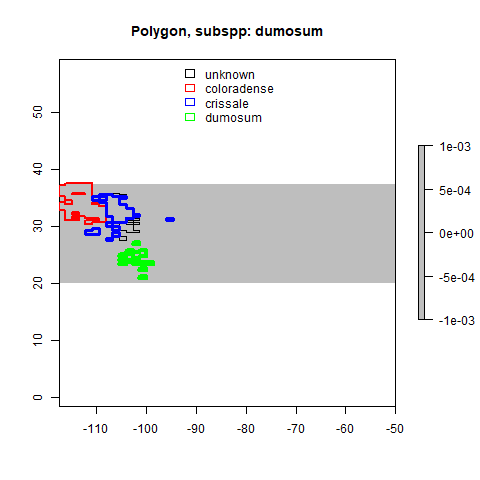 Polygon, subspp: dumosum
unknown
coloradense
crissale
dumosum
50
40
30
20
10
0
-110 -100 -90 -80 -70 -60 -50
1e-03
5e-04
0e+00
-5e-04
-1e-03